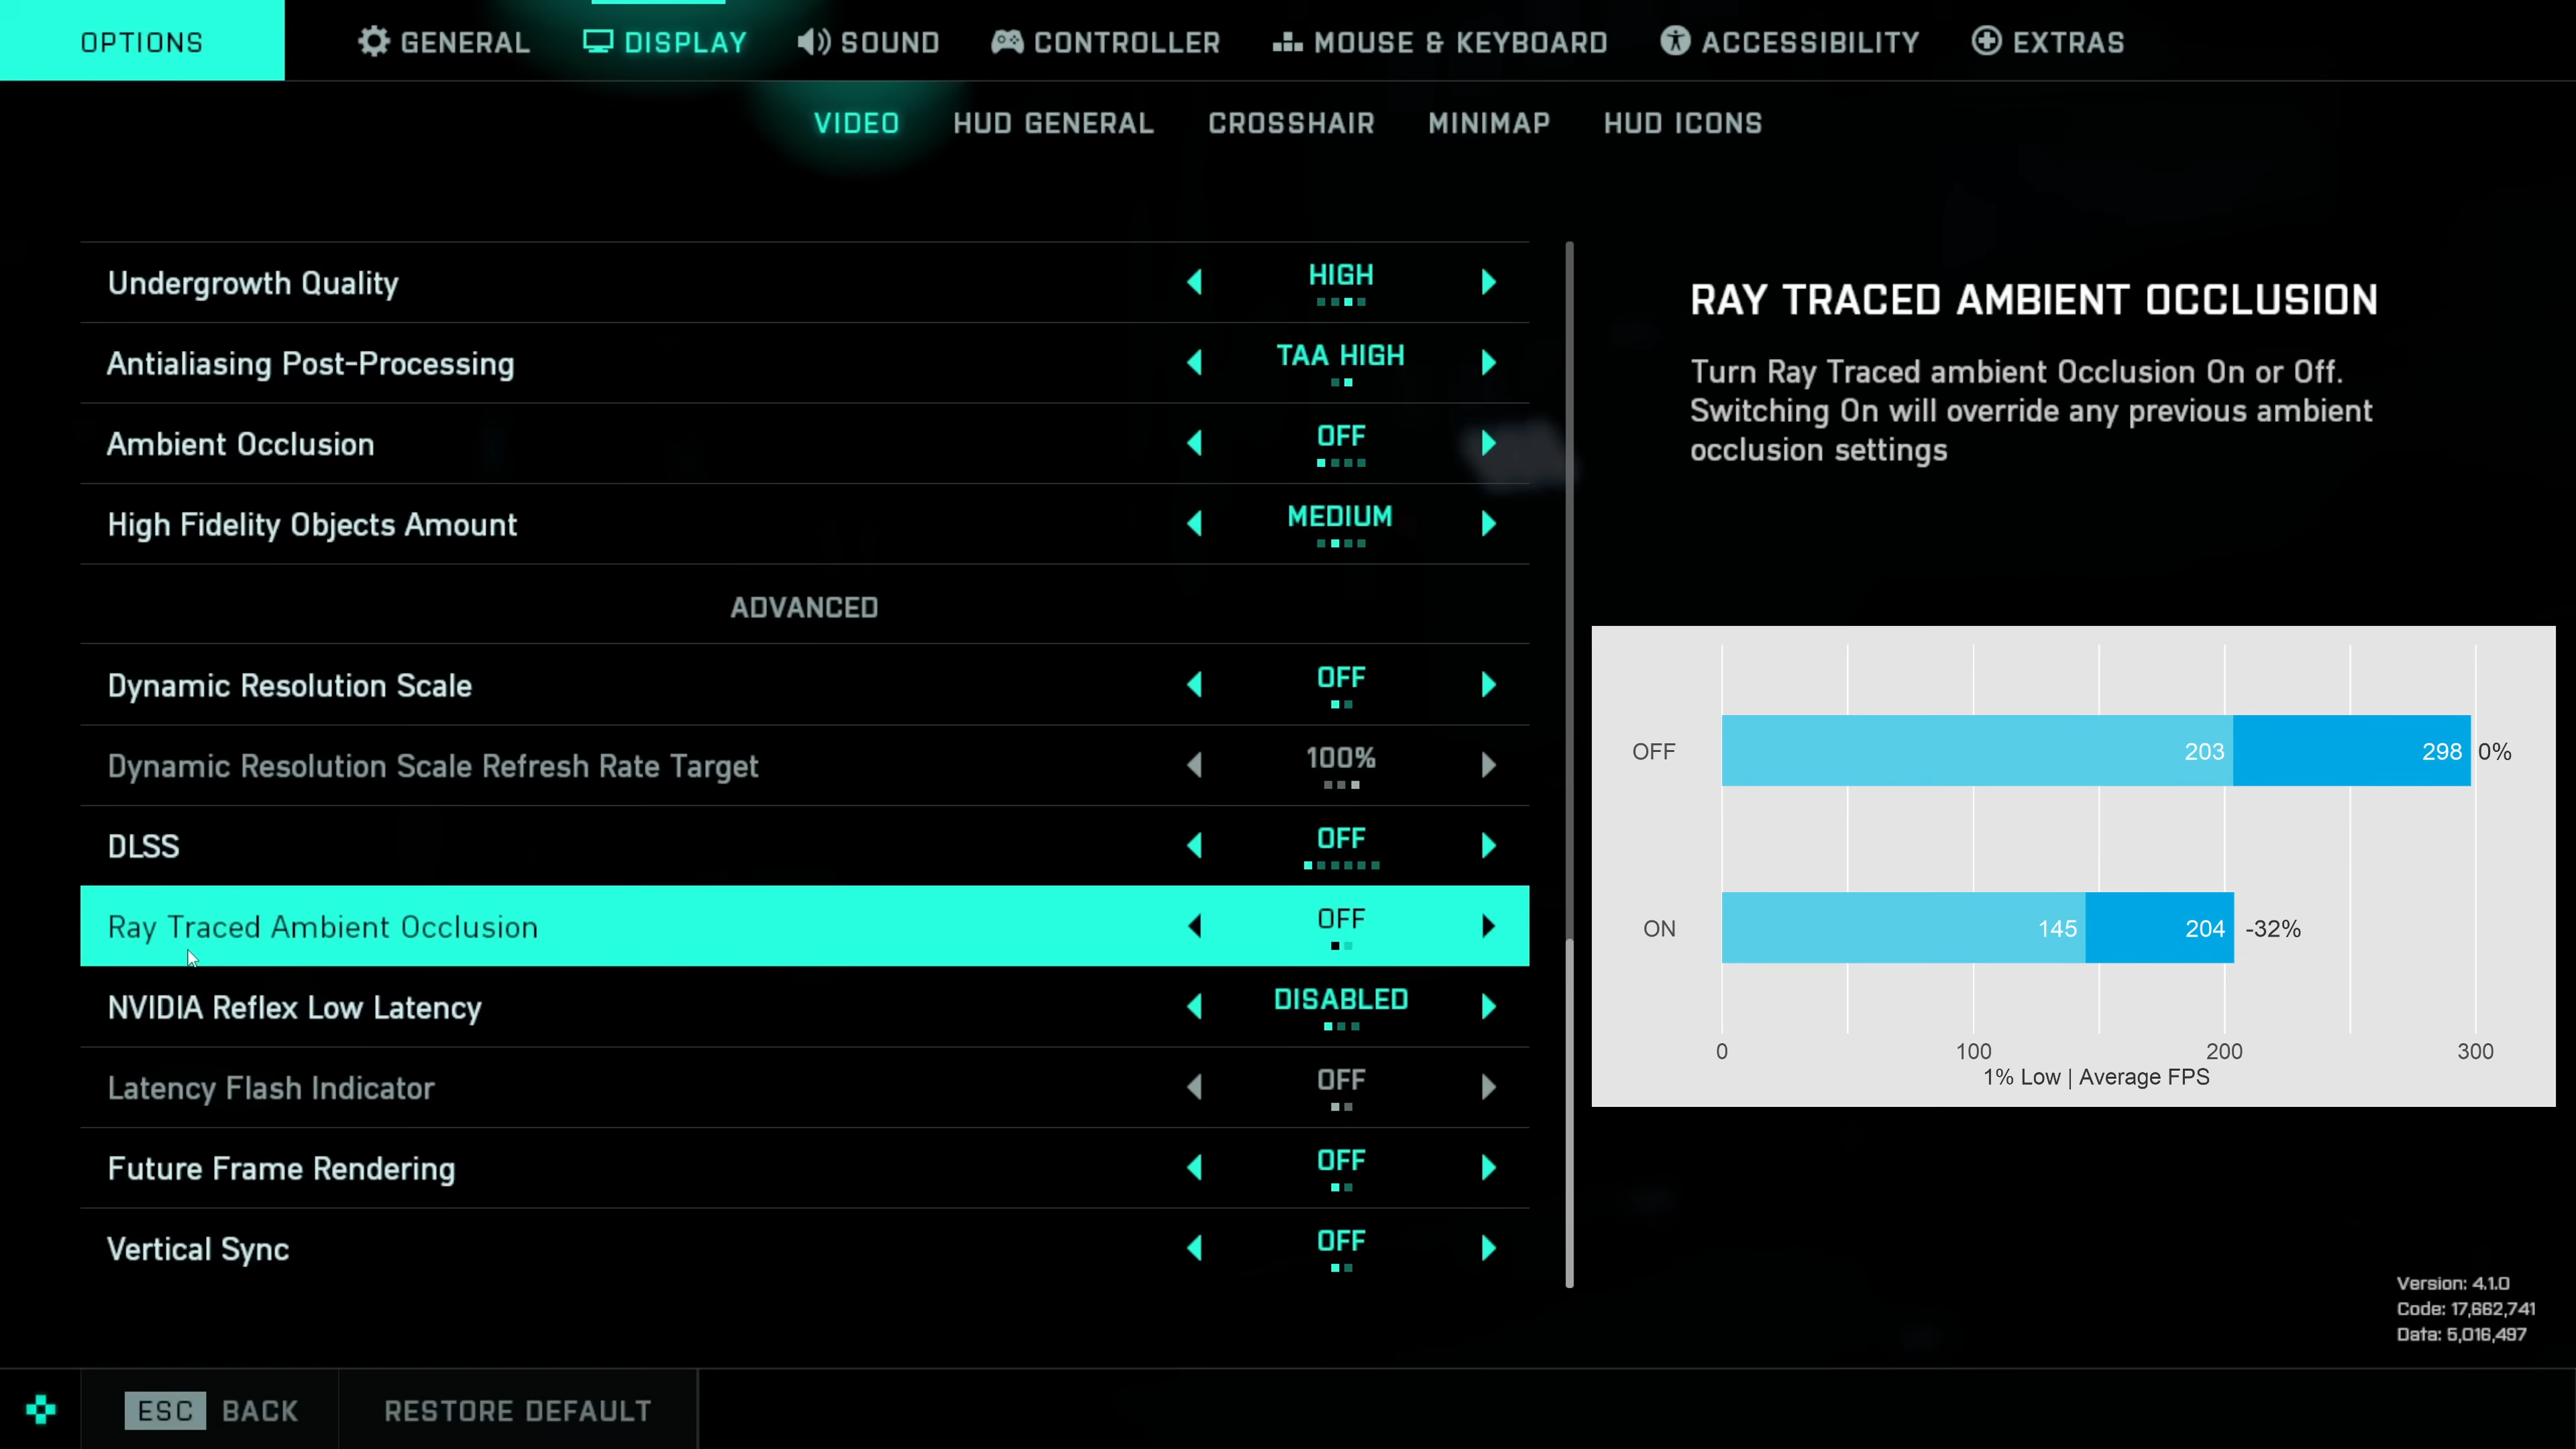 OPTIONS
GENERAL
DISPLAY
SOUND
CONTROLLER
MOUSE & KEYBOARD
ACCESSIBILITY
EXTRAS
VIDEO
HUD GENERAL
CROSSHAIR
MINIMAP
HUD ICONS
Undergrowth Quality
HIGH
Antialiasing Post-Processing
TAA HIGH
Ambient Occlusion
OFF
High Fidelity Objects Amount
MEDIUM
ADVANCED
Dynamic Resolution Scale
OFF
Dynamic Resolution Scale Refresh Rate Target
100%
DLSS
OFF
Ray Traced Ambient Occlusion
OFF
NVIDIA Reflex Low Latency
DISABLED
Latency Flash Indicator
OFF
Future Frame Rendering
OFF
Vertical Sync
OFF
RAY TRACED AMBIENT OCCLUSION
Turn Ray Traced ambient Occlusion On or Off.
Switching On will override any previous ambient
occlusion settings
OFF
203
298
0%
ON
145
204
-32%
0
100
200
300
1% Low | Average FPS
Version: 4.1.0
Code: 17,662,741
Data: 5,016,497
ESC
BACK
RESTORE DEFAULT